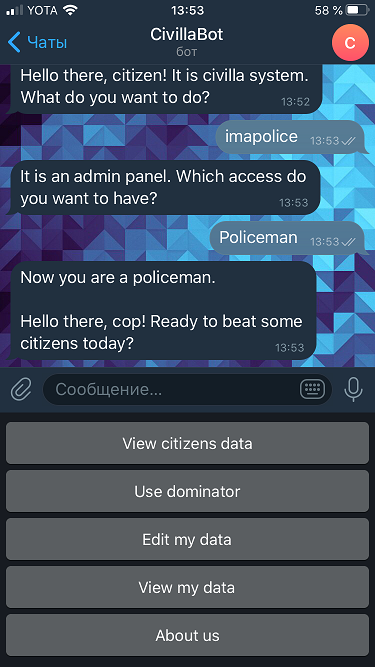 YOTA 13:53 58 %
Чаты
CivillaBot
бот
C
Hello there, citizen! It is civilla system.
What do you want to do?
13:52
imapolice 13:53
It is an admin panel. Which access do
you want to have?
13:53
Policeman 13:53
Now you are a policeman.
Hello there, cop! Ready to beat some
citizens today?
13:53
Сообщение...
View citizens data
Use dominator
Edit my data
View my data
About us